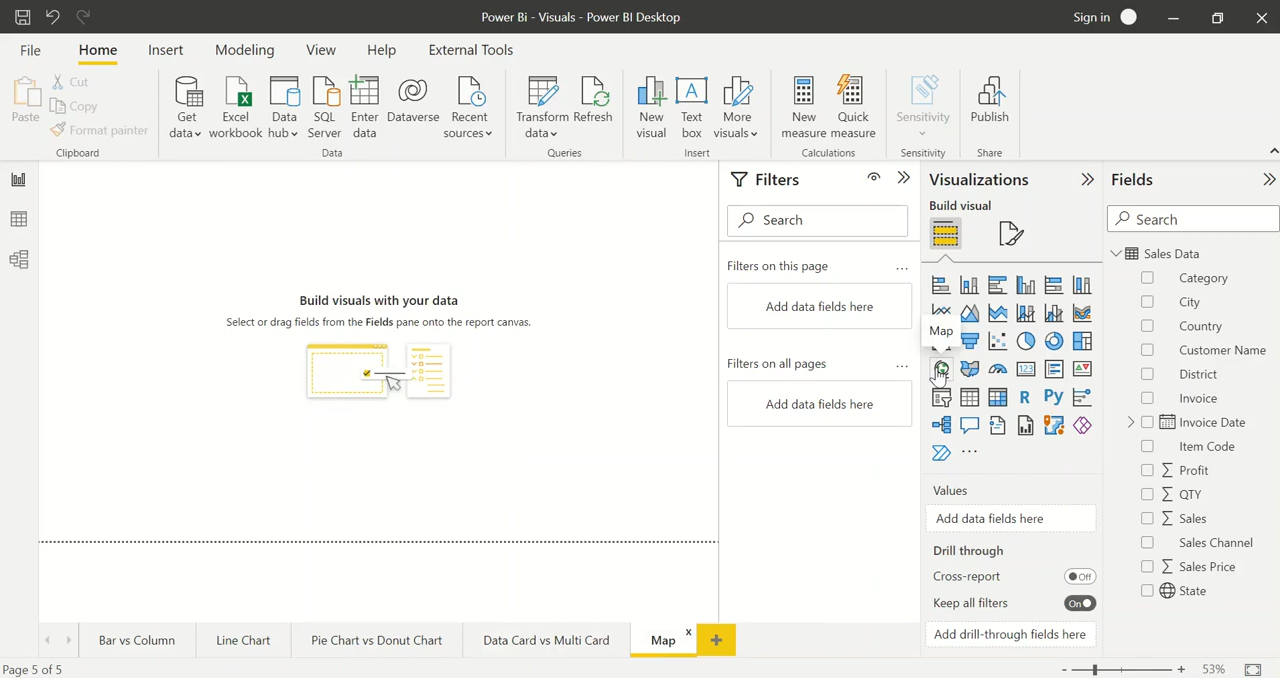 Power Bi - Visuals - Power BI Desktop
Sign in
File
Home
Insert
Modeling
View
Help
External Tools
Paste
Cut
Copy
Format painter
Clipboard
Get data
Excel workbook
Data hub
SQL Server
Enter data
Dataverse
Recent sources
Data
Transform data
Refresh
Queries
New visual
A
Text box
More visuals
Insert
New measure
Quick measure
Calculations
Sensitivity
Sensitivity
Publish
Share
Build visuals with your data
Select or drag fields from the Fields pane onto the report canvas.
Filters
Search
Filters on this page
...
Add data fields here
Filters on all pages
...
Add data fields here
Visualizations
Build visual
Map
123
R
Py
...
Values
Add data fields here
Drill through
Cross-report
Off
Keep all filters
On
Add drill-through fields here
Fields
Search
Sales Data
Category
City
Country
Customer Name
District
Invoice
Invoice Date
Item Code
Σ Profit
Σ QTY
Σ Sales
Sales Channel
Σ Sales Price
State
Bar vs Column
Line Chart
Pie Chart vs Donut Chart
Data Card vs Multi Card
Map
x
+
Page 5 of 5
- + 53%